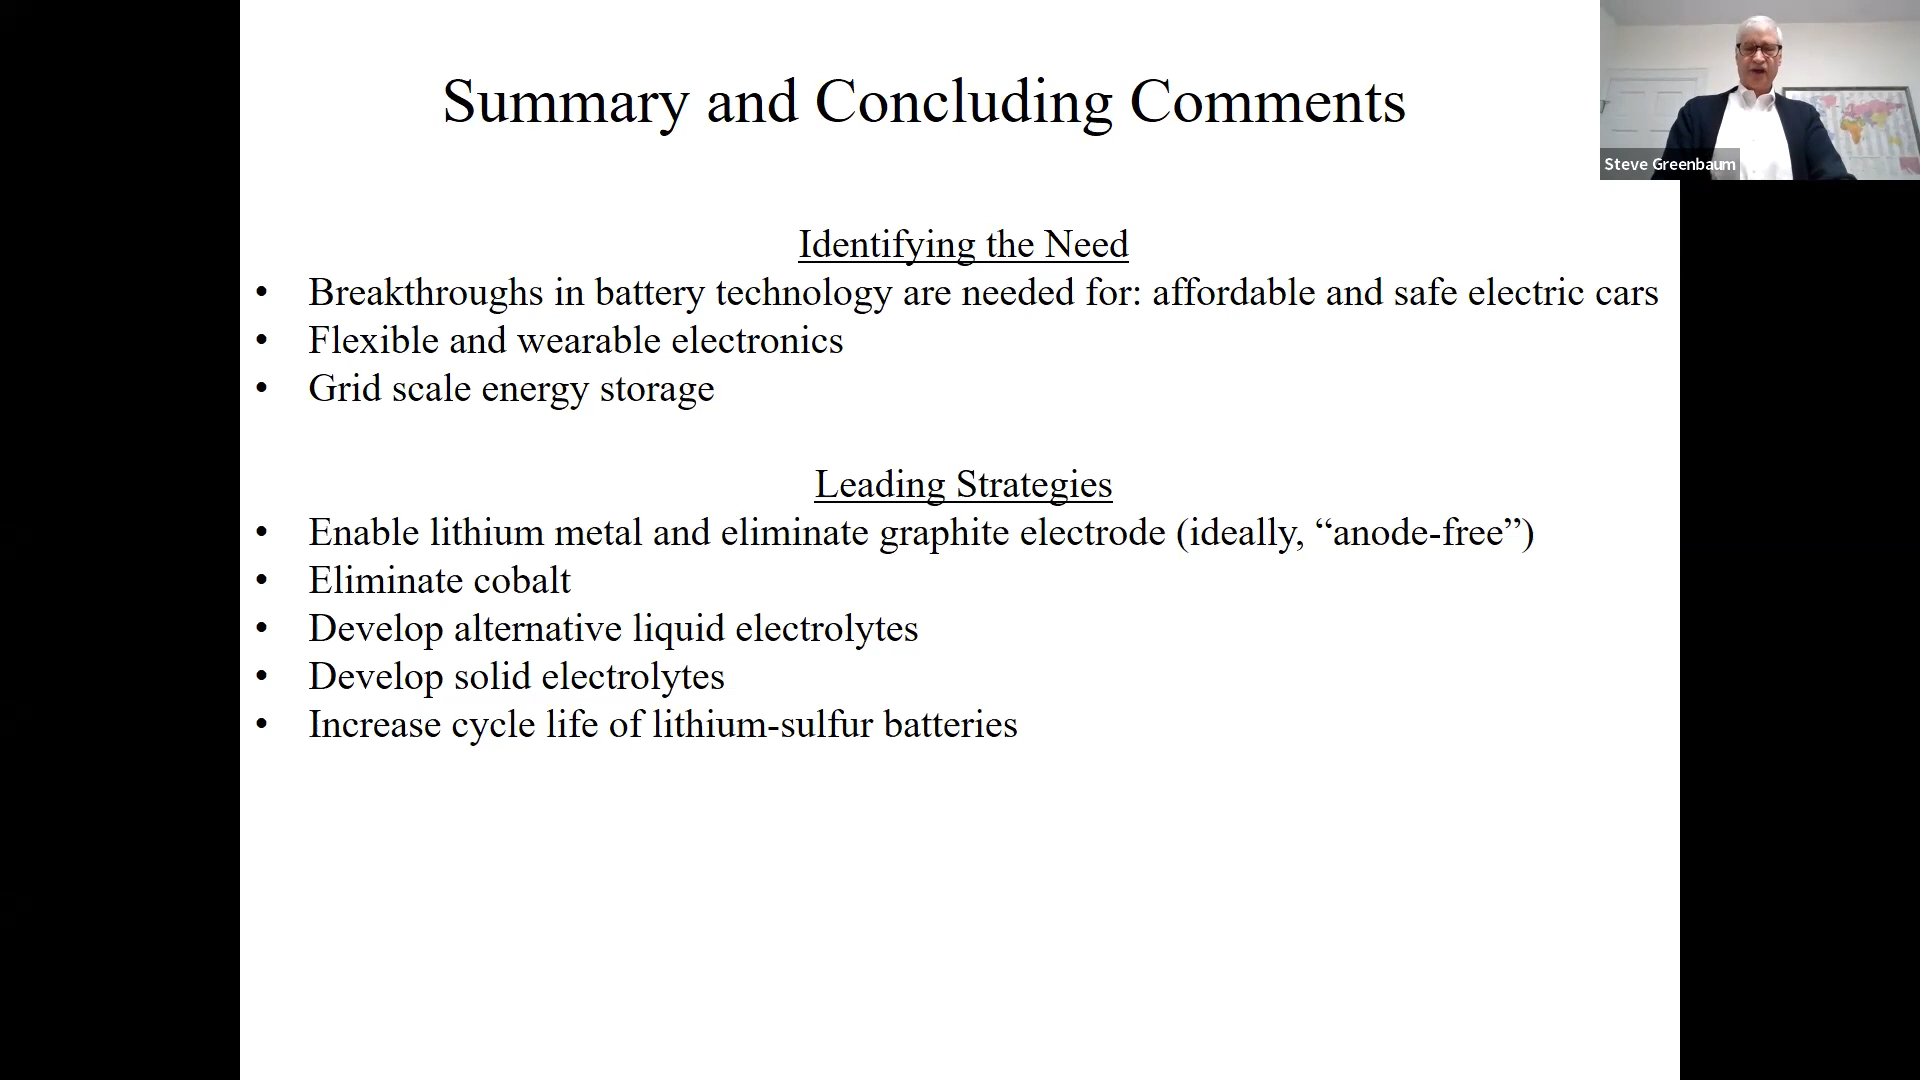 Summary and Concluding Comments
Steve Greenbaum
Identifying the Need
• Breakthroughs in battery technology are needed for: affordable and safe electric cars
• Flexible and wearable electronics
• Grid scale energy storage
Leading Strategies
• Enable lithium metal and eliminate graphite electrode (ideally, “anode-free”)
• Eliminate cobalt
• Develop alternative liquid electrolytes
• Develop solid electrolytes
• Increase cycle life of lithium-sulfur batteries